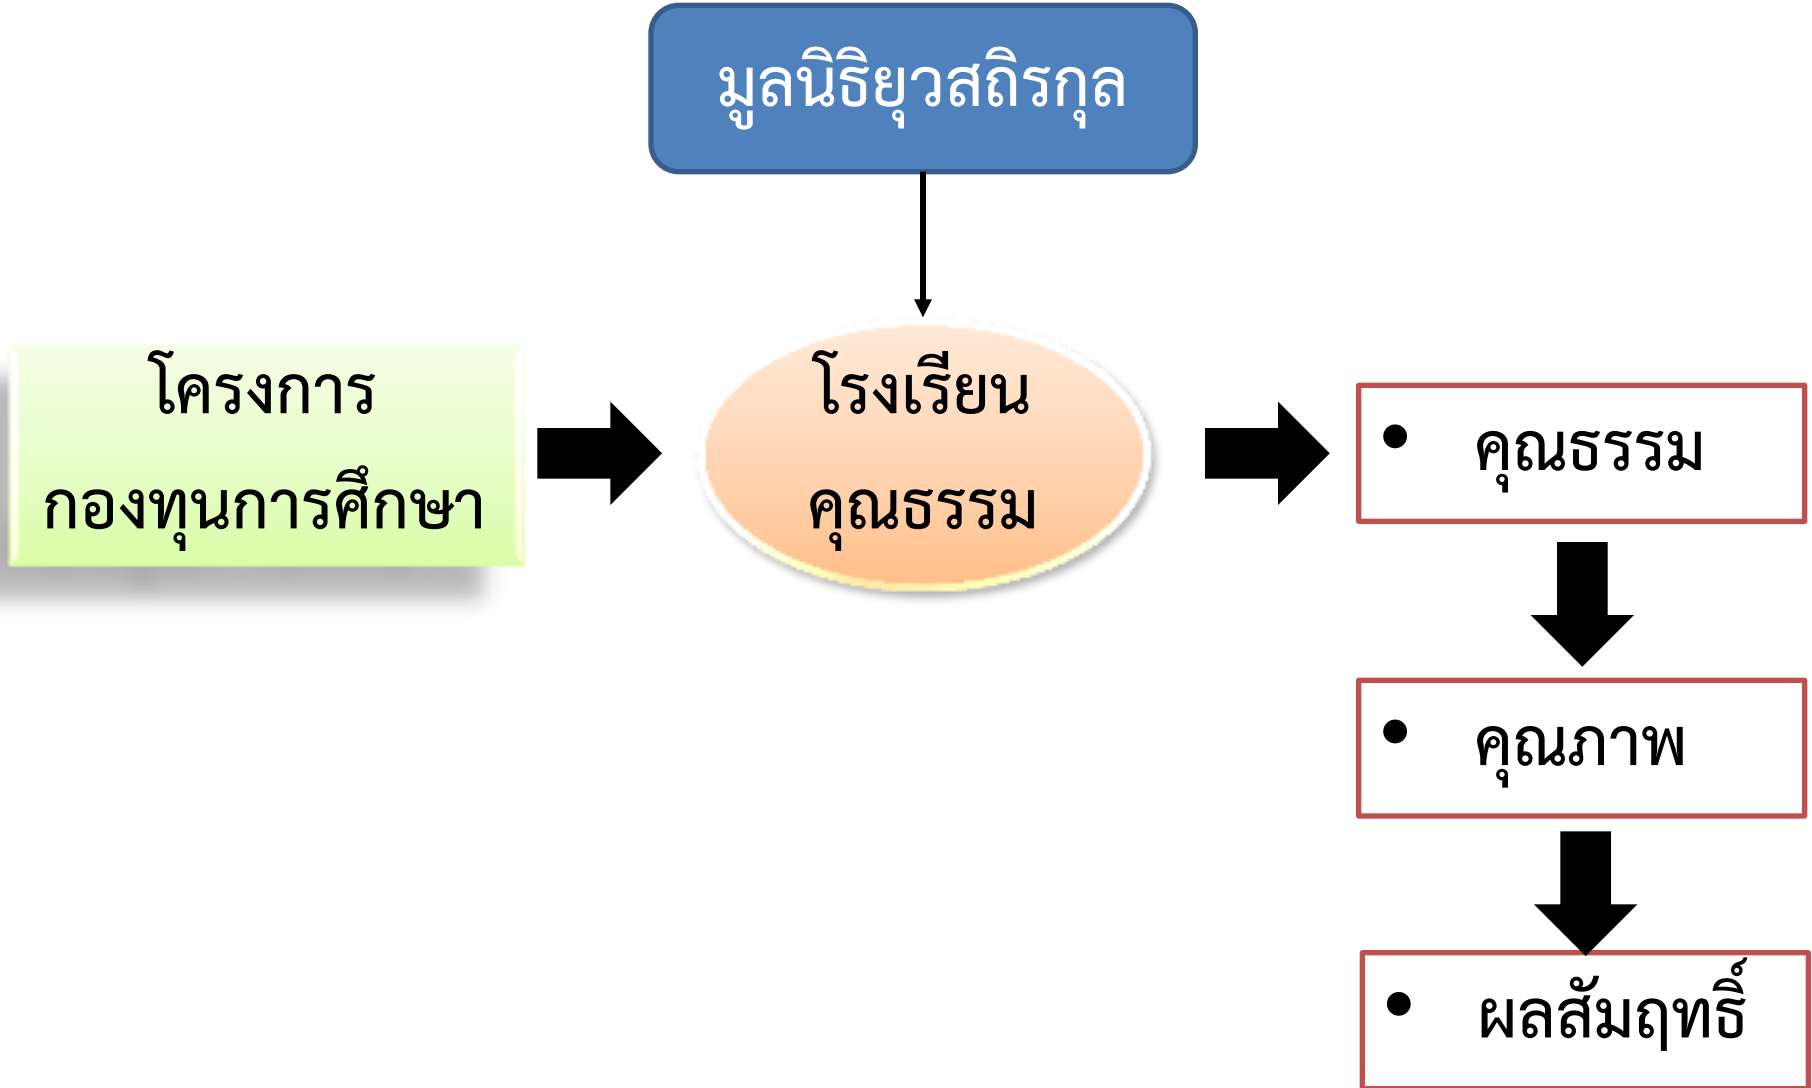 มูลนิธิยุวสถิรกุล
โครงการ
กองทุนการศึกษา
โรงเรียน
คุณธรรม
• คุณธรรม
• คุณภาพ
• ผลสัมฤทธิ์